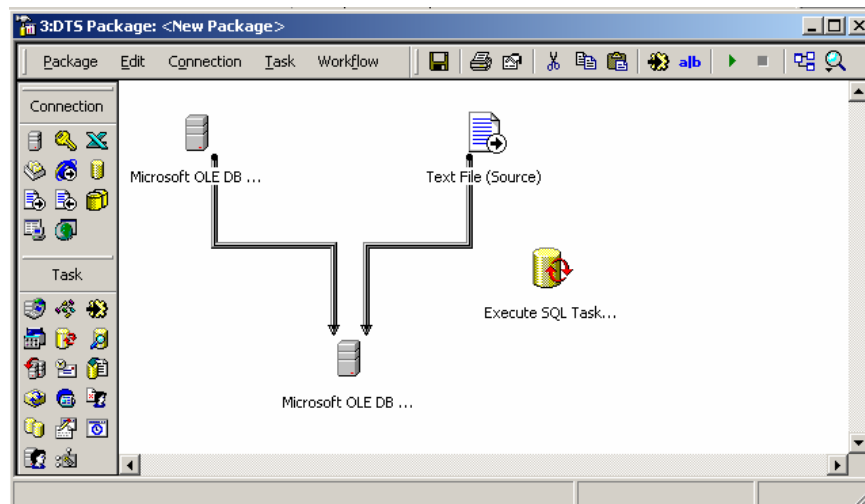 3:DTS Package: <New Package>
Package Edit Connection Task Workflow a|b
Connection
Microsoft OLE DB ...
Text File (Source)
Task
Execute SQL Task...
Microsoft OLE DB ...